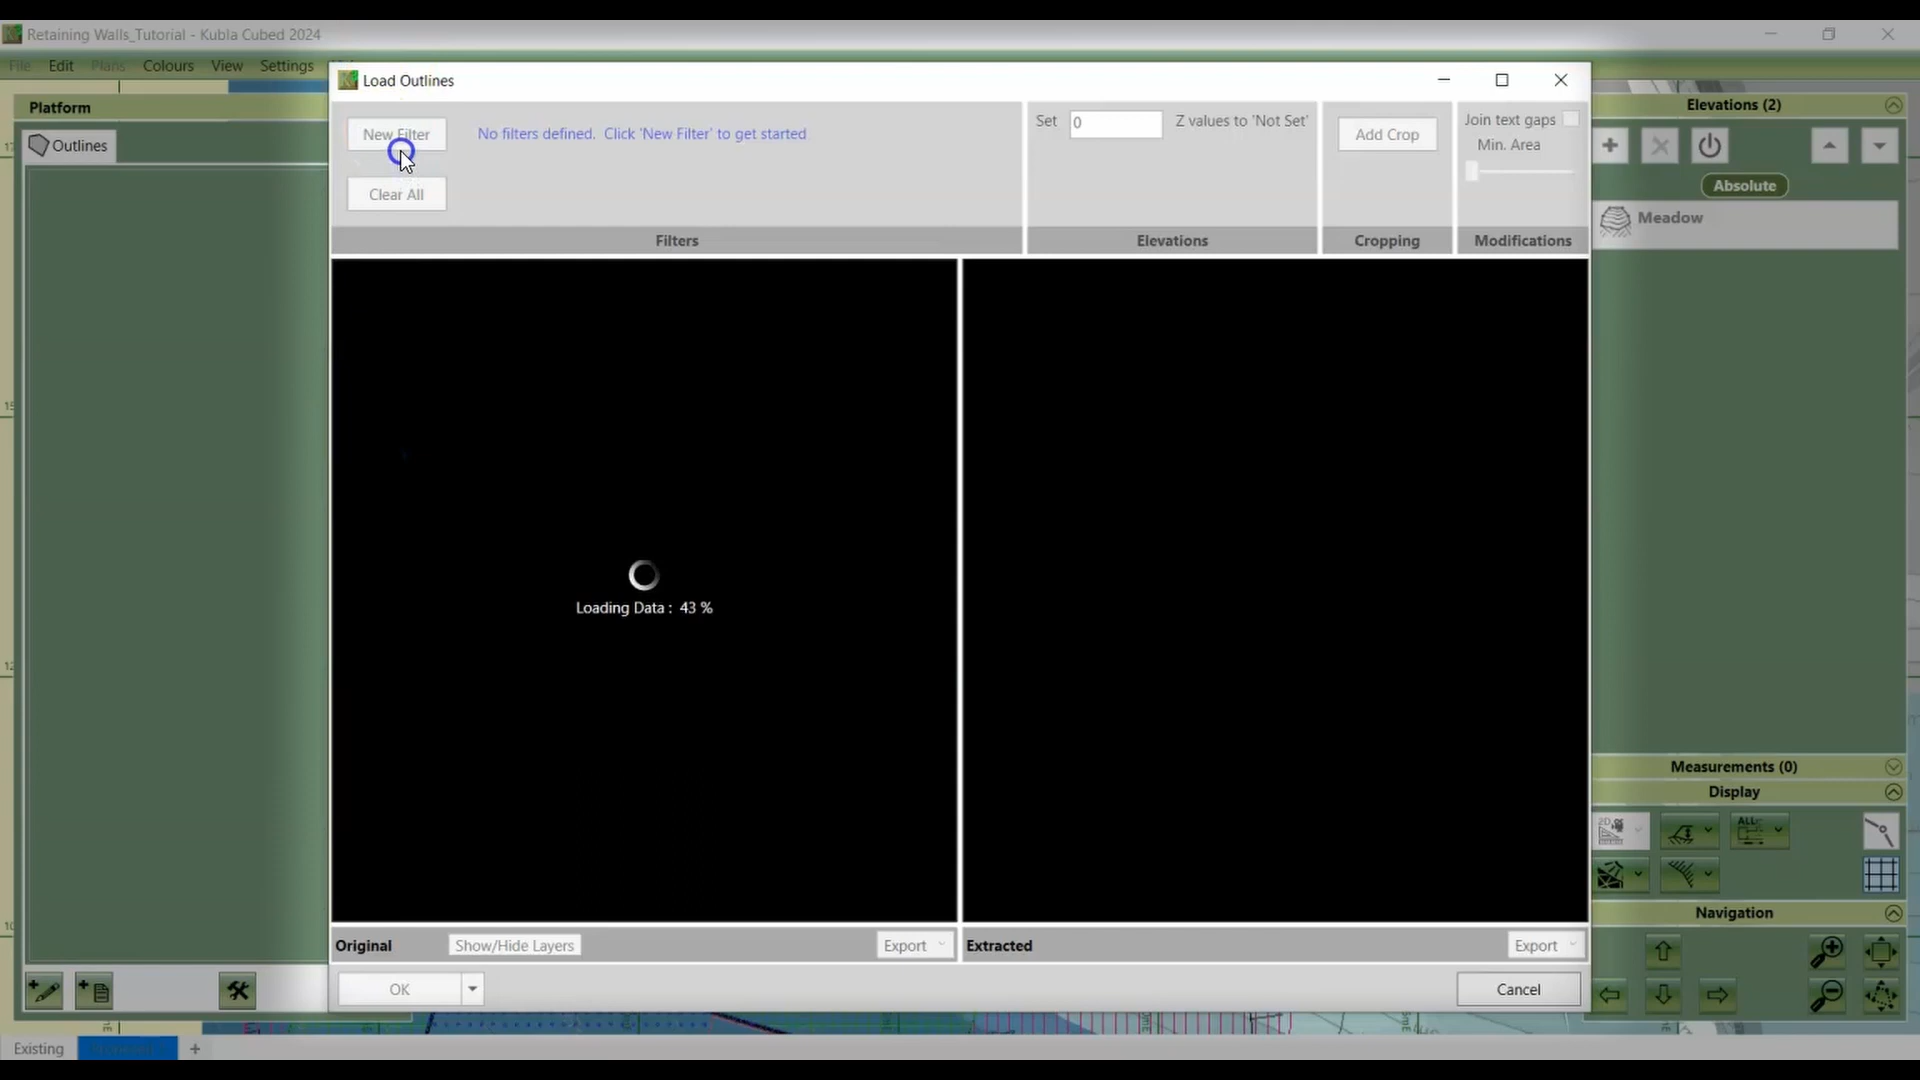 Retaining Walls_Tutorial - Kubla Cubed 2024
File Edit Plans Colours View Settings
Platform
Outlines
Load Outlines
New Filter
No filters defined. Click 'New Filter' to get started
Clear All
Filters
Set 0 Z values to 'Not Set'
Elevations
Add Crop
Cropping
Join text gaps
Min. Area
Modifications
Loading Data : 43 %
Original Show/Hide Layers Export
Extracted Export
OK
Cancel
Elevations (2)
Absolute
Meadow
Measurements (0)
Display
2D
ALL
Navigation
Existing
+